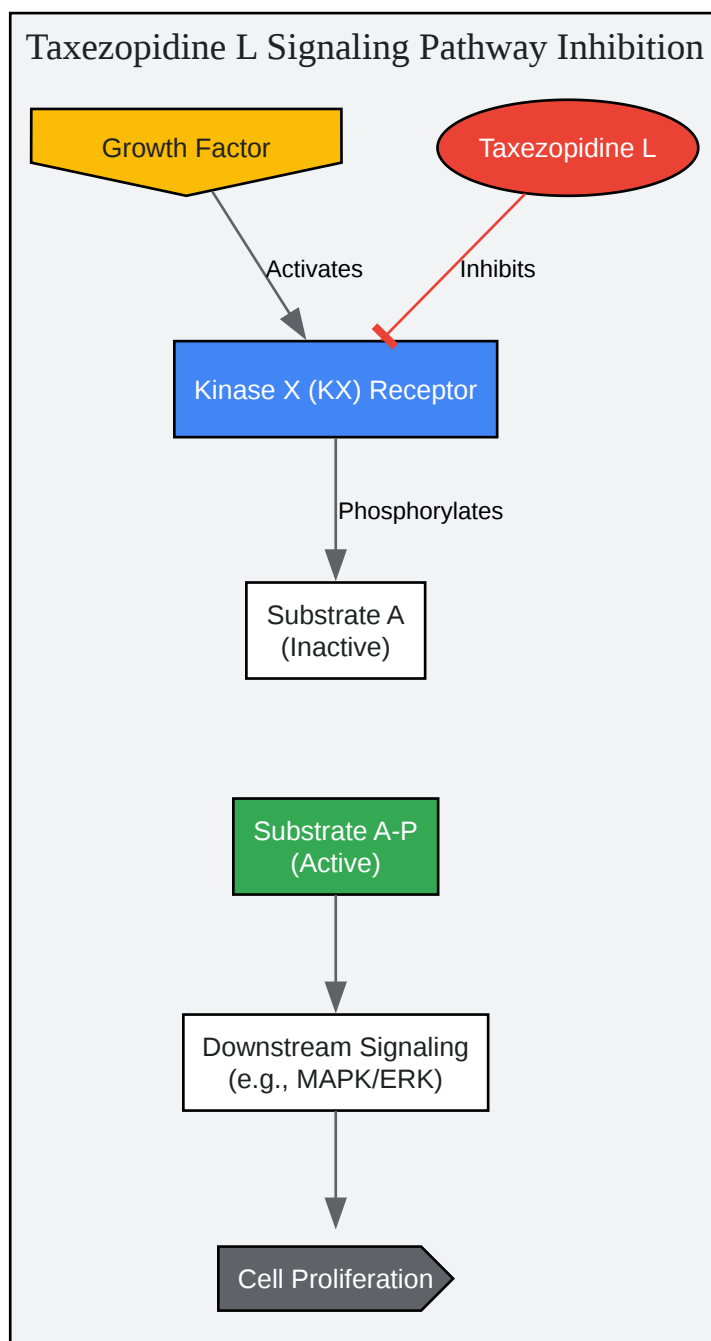 Taxezopidine L Signaling Pathway Inhibition
Growth Factor
Taxezopidine L
Activates
Inhibits
Kinase X (KX) Receptor
Phosphorylates
Substrate A
(Inactive)
Substrate A-P
(Active)
Downstream Signaling
(e.g., MAPK/ERK)
Cell Proliferation